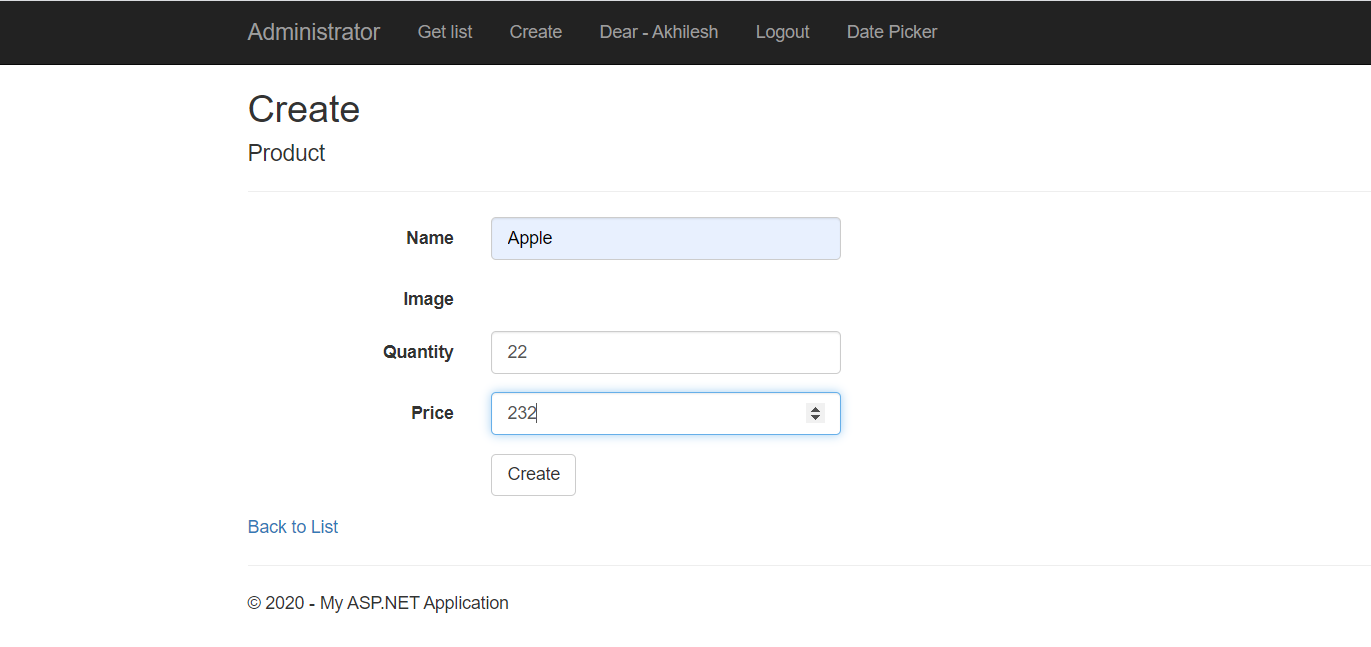 Administrator Get list Create Dear - Akhilesh Logout Date Picker
Create
Product
Name Apple
Image
Quantity 22
Price 232
Create
Back to List
© 2020 - My ASP.NET Application